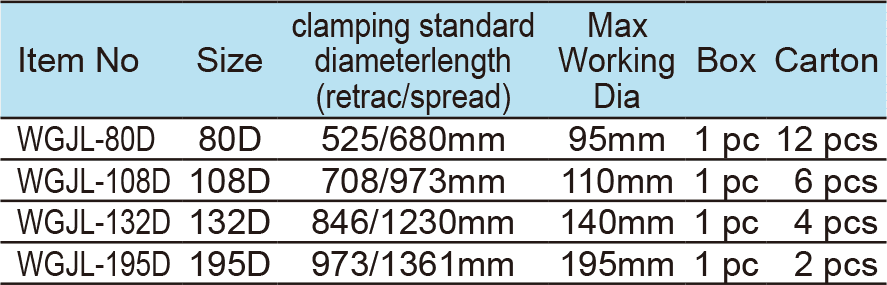 Item No Size clamping standard diameterlength (retrac/spread) Max Working Dia Box Carton
WGJL-80D 80D 525/680mm 95mm 1 pc 12 pcs
WGJL-108D 108D 708/973mm 110mm 1 pc 6 pcs
WGJL-132D 132D 846/1230mm 140mm 1 pc 4 pcs
WGJL-195D 195D 973/1361mm 195mm 1 pc 2 pcs